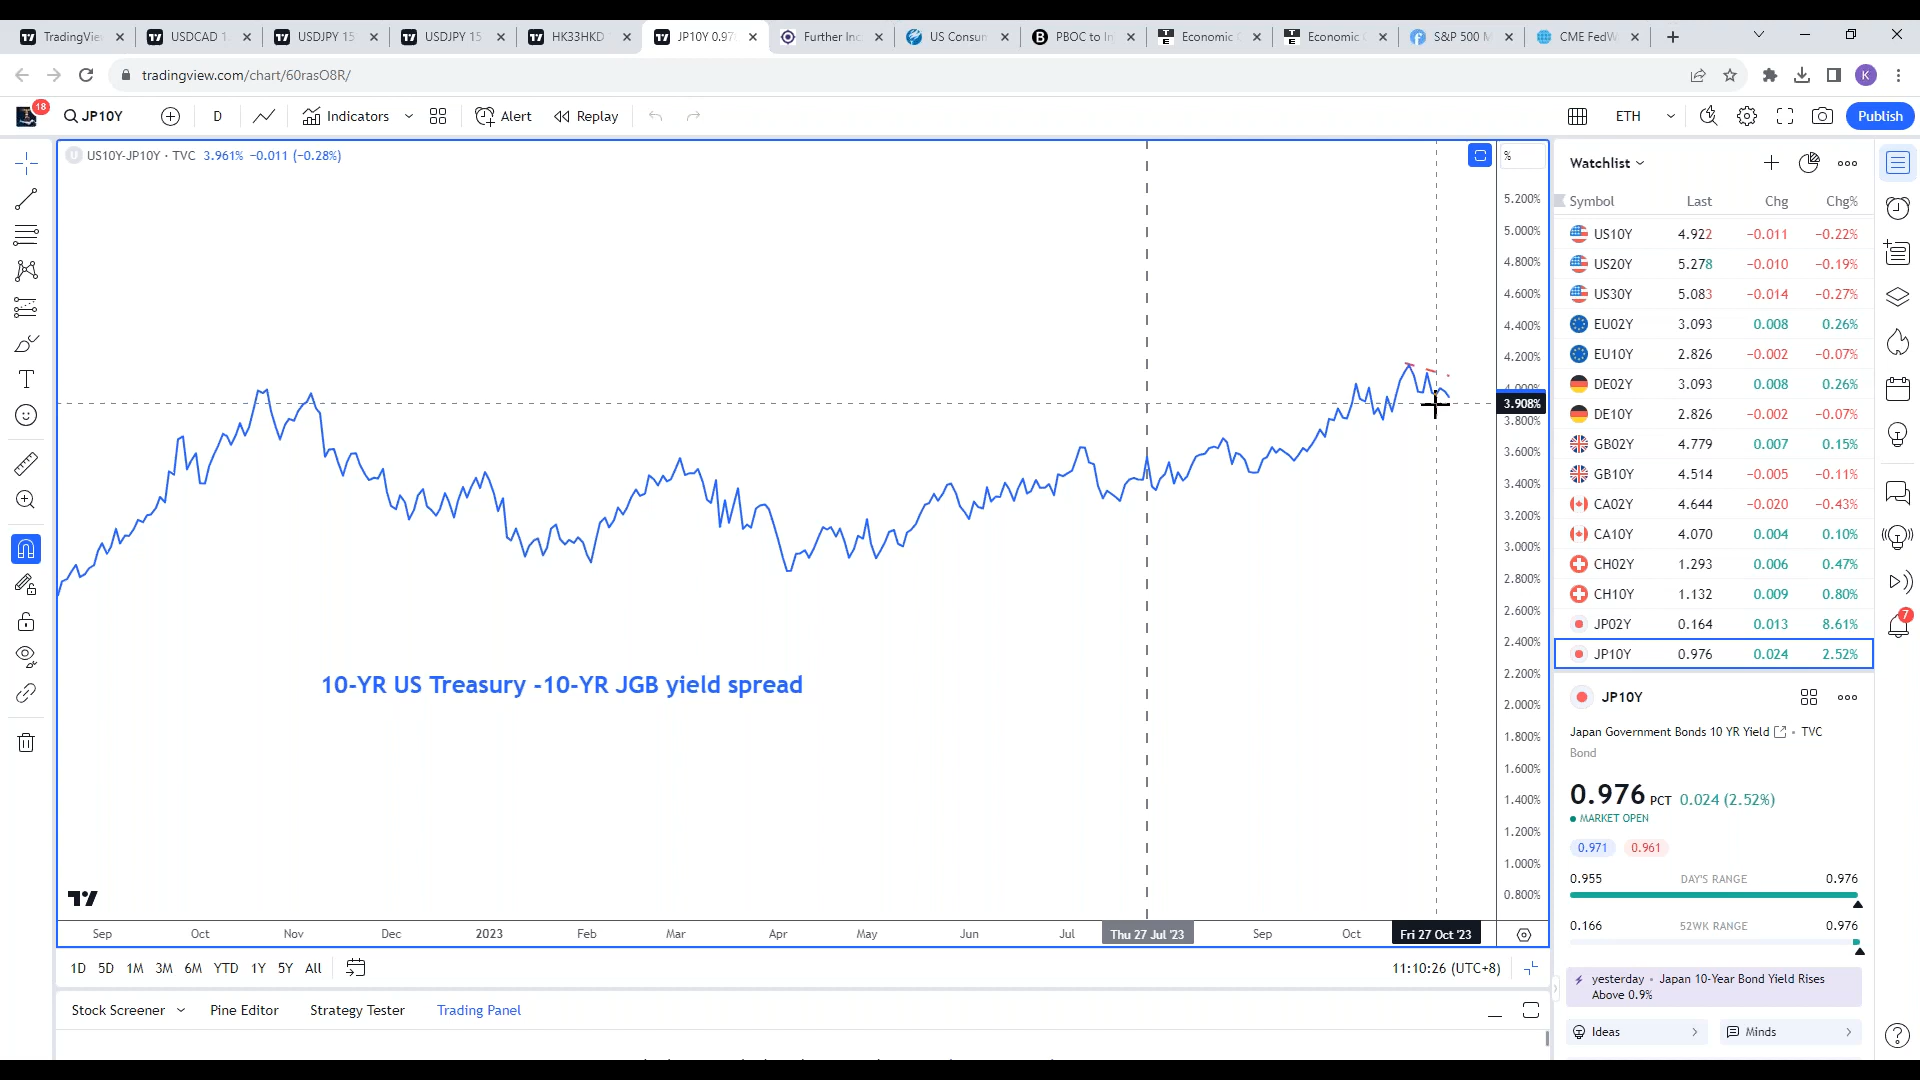 TradingVie
USDCAD 1
USDJPY 15
USDJPY 15
HK33HKD
JP10Y 0.97
Further Inc
US Consum
PBOC to In
Economic C
Economic C
S&P 500 M
CME FedW
tradingview.com/chart/60rasO8R/
K
18
JP10Y
D
Indicators
Alert
Replay
ETH
Publish
US10Y-JP10Y · TVC 3.961% −0.011 (−0.28%)
%
5.200%
5.000%
4.800%
4.600%
4.400%
4.200%
3.908%
3.800%
3.600%
3.400%
3.200%
3.000%
2.800%
2.600%
2.400%
2.200%
2.000%
1.800%
1.600%
1.400%
1.200%
1.000%
0.800%
10-YR US Treasury -10-YR JGB yield spread
Sep Oct Nov Dec 2023 Feb Mar Apr May Jun Jul Thu 27 Jul '23 Sep Oct Fri 27 Oct '23
1D 5D 1M 3M 6M YTD 1Y 5Y All
11:10:26 (UTC+8)
Stock Screener Pine Editor Strategy Tester Trading Panel
Watchlist
Symbol Last Chg Chg%
US10Y 4.922 −0.011 −0.22%
US20Y 5.278 −0.010 −0.19%
US30Y 5.083 −0.014 −0.27%
EU02Y 3.093 0.008 0.26%
EU10Y 2.826 −0.002 −0.07%
DE02Y 3.093 0.008 0.26%
DE10Y 2.826 −0.002 −0.07%
GB02Y 4.779 0.007 0.15%
GB10Y 4.514 −0.005 −0.11%
CA02Y 4.644 −0.020 −0.43%
CA10Y 4.070 0.004 0.10%
CH02Y 1.293 0.006 0.47%
CH10Y 1.132 0.009 0.80%
JP02Y 0.164 0.013 8.61%
JP10Y 0.976 0.024 2.52%
JP10Y
Japan Government Bonds 10 YR Yield • TVC
Bond
0.976 PCT 0.024 (2.52%)
MARKET OPEN
0.971 0.961
0.955 DAY'S RANGE 0.976
0.166 52WK RANGE 0.976
yesterday • Japan 10-Year Bond Yield Rises
Above 0.9%
Ideas
Minds
7